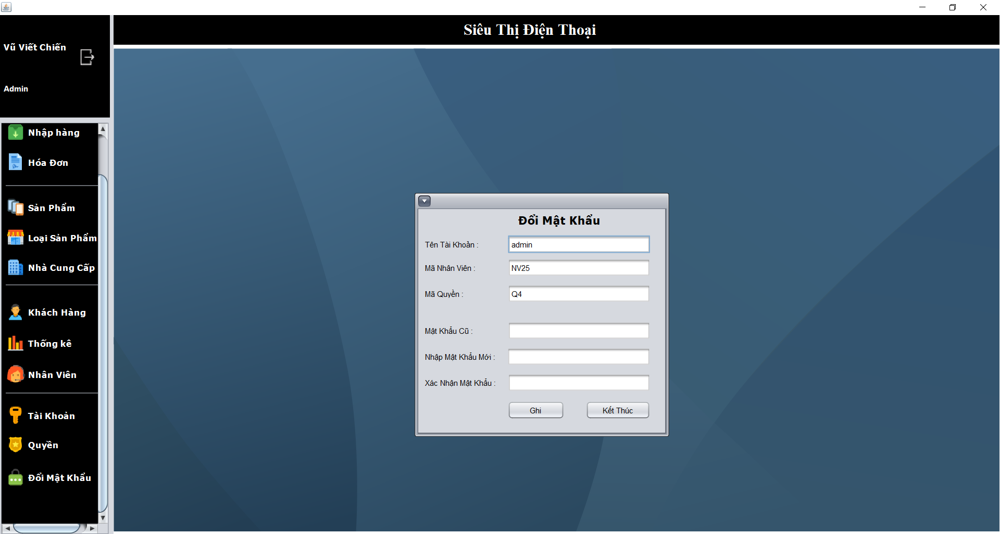 Siêu Thị Điện Thoại
Vũ Viết Chiến
Admin
Nhập hàng
Hóa Đơn
Sản Phẩm
Loại Sản Phẩm
Nhà Cung Cấp
Khách Hàng
Thống kê
Nhân Viên
Tài Khoản
Quyền
Đổi Mật Khẩu
Đổi Mật Khẩu
Tên Tài Khoản : admin
Mã Nhân Viên : NV25
Mã Quyền : Q4
Mật Khẩu Cũ :
Nhập Mật Khẩu Mới :
Xác Nhận Mật Khẩu :
Ghi Kết Thúc